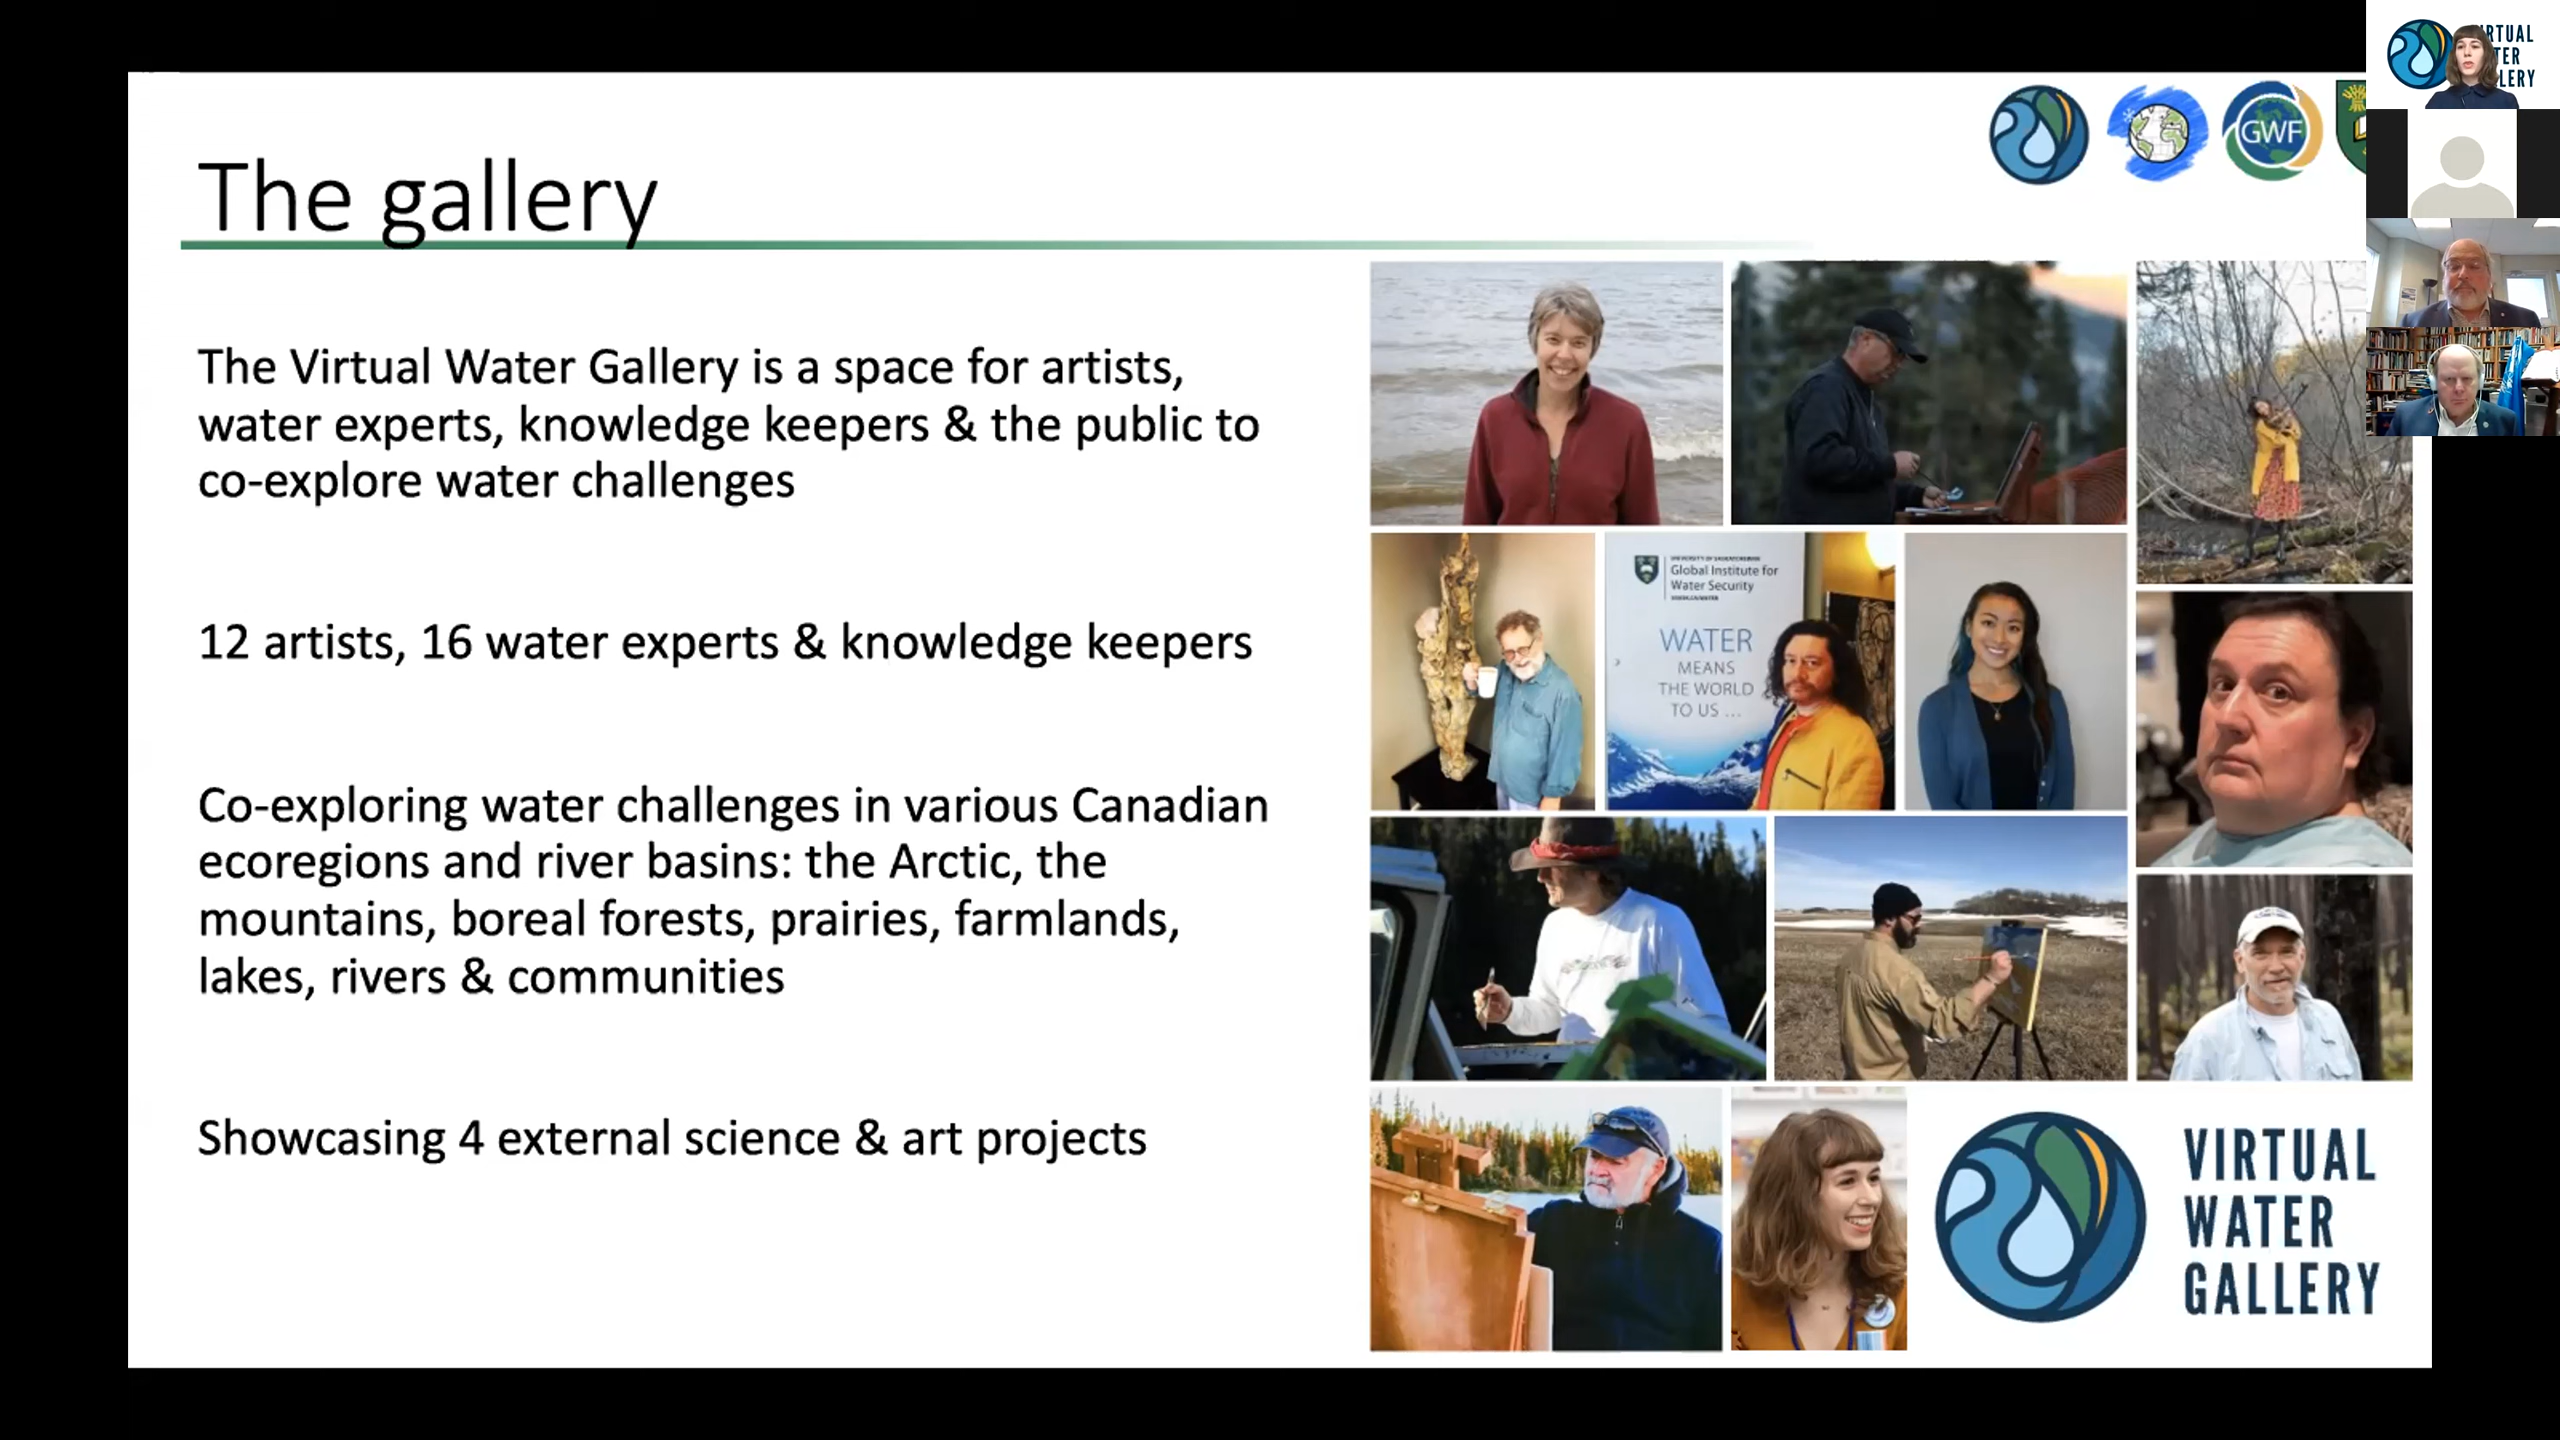 The gallery
The Virtual Water Gallery is a space for artists,
water experts, knowledge keepers & the public to
co-explore water challenges
12 artists, 16 water experts & knowledge keepers
Co-exploring water challenges in various Canadian
ecoregions and river basins: the Arctic, the
mountains, boreal forests, prairies, farmlands,
lakes, rivers & communities
Showcasing 4 external science & art projects
GWF
RTUAL
TER
LERY
UNIVERSITY OF SASKATCHEWAN
Global Institute for
Water Security
WATER
MEANS
THE WORLD
TO US ...
VIRTUAL
WATER
GALLERY